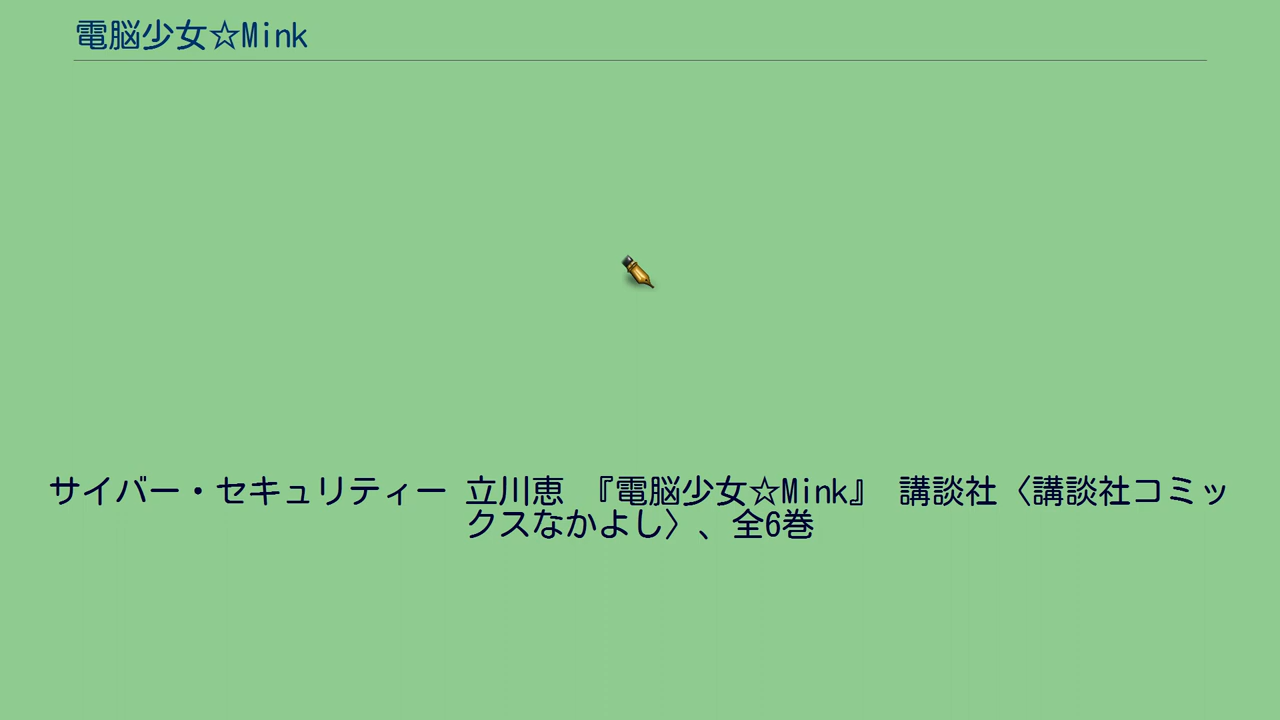 電脳少女☆Mink
サイバー・セキュリティー 立川恵 『電脳少女☆Mink』 講談社〈講談社コミッ
クスなかよし〉、全6巻